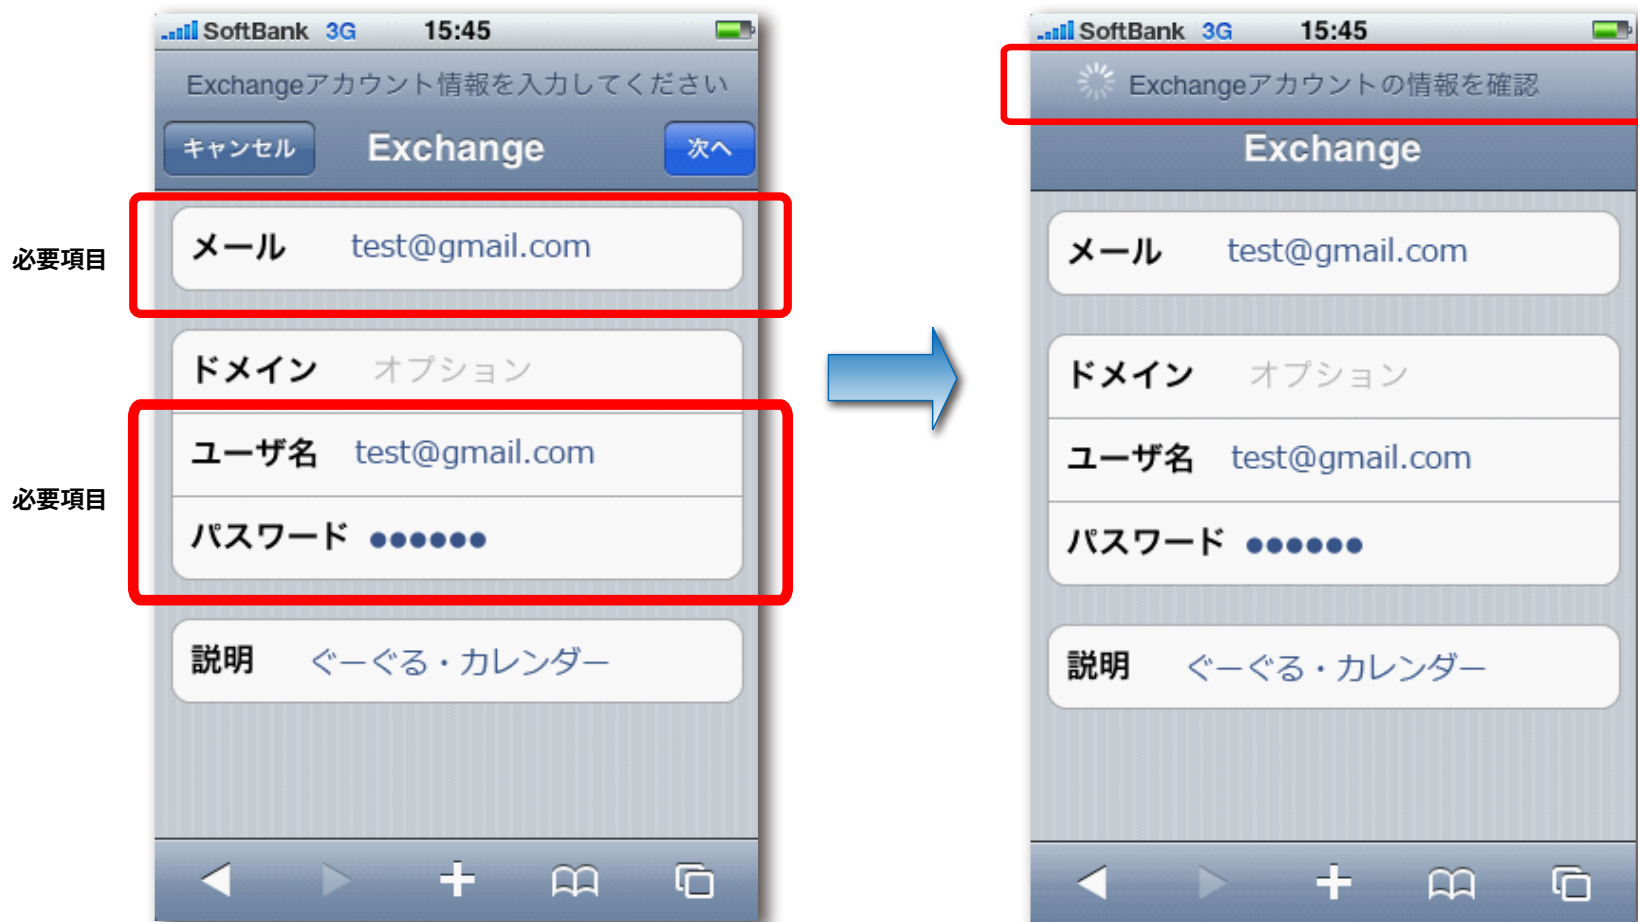 SoftBank 3G 15:45
Exchangeアカウント情報を入力してください
キャンセル Exchange 次へ
必要項目
メール test@gmail.com
ドメイン オプション
ユーザ名 test@gmail.com
必要項目
パスワード ●●●●●●
説明 ぐーぐる・カレンダー
SoftBank 3G 15:45
Exchangeアカウントの情報を確認
Exchange
メール test@gmail.com
ドメイン オプション
ユーザ名 test@gmail.com
パスワード ●●●●●●
説明 ぐーぐる・カレンダー